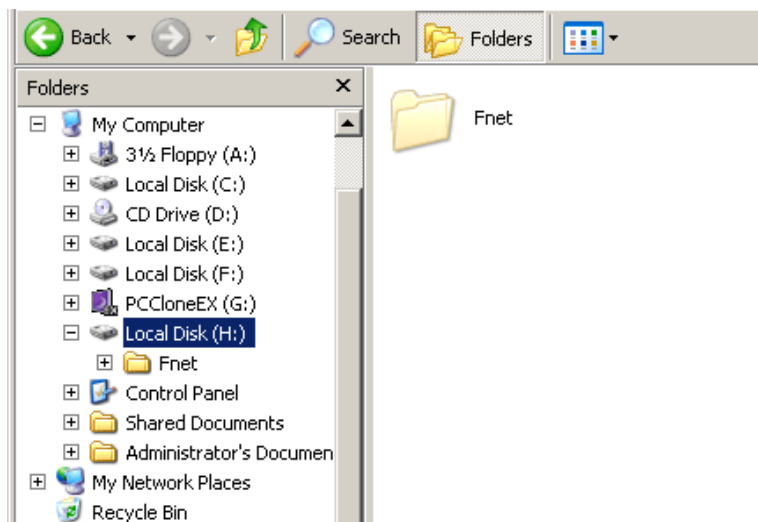 Back Search Folders
Folders
My Computer
3½ Floppy (A:)
Local Disk (C:)
CD Drive (D:)
Local Disk (E:)
Local Disk (F:)
PCCloneEX (G:)
Local Disk (H:)
Fnet
Control Panel
Shared Documents
Administrator's Documen
My Network Places
Recycle Bin
Fnet